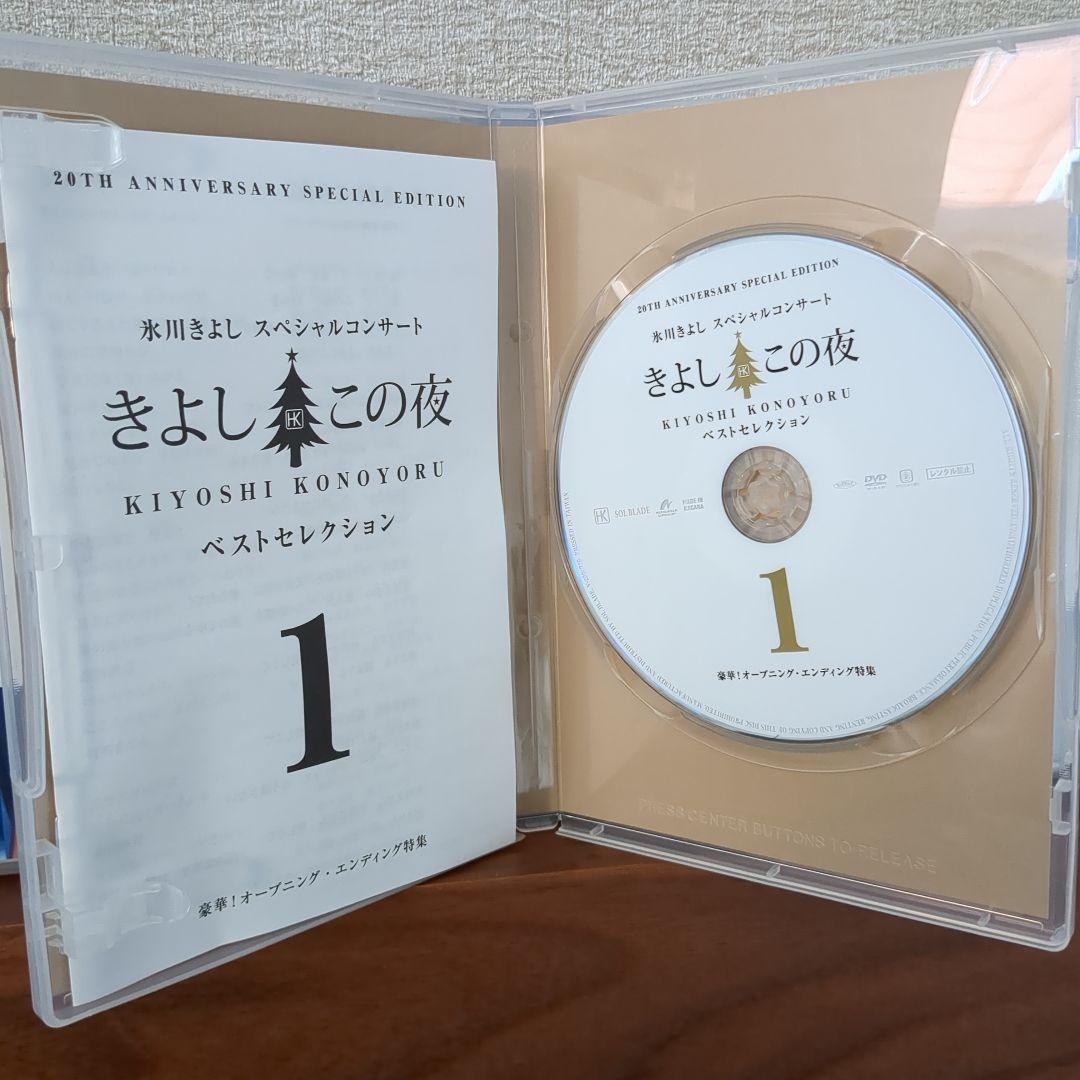 20TH ANNIVERSARY SPECIAL EDITION
氷川きよし スペシャルコンサート
きよし HK この夜
KIYOSHI KONOYORU
ベストセレクション
1
豪華!オープニング・エンディング特集
20TH ANNIVERSARY SPECIAL EDITION
氷川きよし スペシャルコンサート
きよし HK この夜
KIYOSHI KONOYORU
ベストセレクション
HK SOL BLADE MADE IN KAGAWA DVD レンタル禁止
1
豪華!オープニング・エンディング特集
PRESS CENTER BUTTONS TO RELEASE